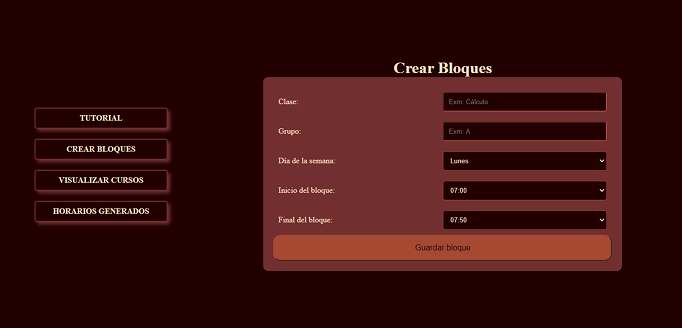 TUTORIAL
CREAR BLOQUES
VISUALIZAR CURSOS
HORARIOS GENERADOS
Crear Bloques
Clase: Exm: Cálculo
Grupo: Exm: A
Día de la semana: Lunes
Inicio del bloque: 07:00
Final del bloque: 07:50
Guardar bloque